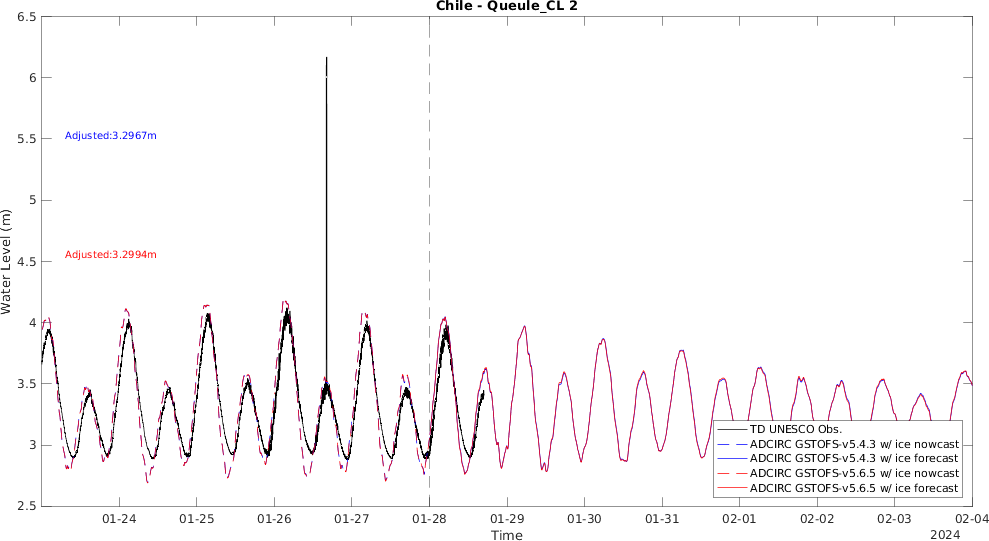 Chile - Queule_CL 2
6.5
6
5.5
5
4.5
4
3.5
3
2.5
Water Level (m)
Adjusted:3.2967m
Adjusted:3.2994m
TD UNESCO Obs.
ADCIRC GSTOFS-v5.4.3 w/ ice nowcast
ADCIRC GSTOFS-v5.4.3 w/ ice forecast
ADCIRC GSTOFS-v5.6.5 w/ ice nowcast
ADCIRC GSTOFS-v5.6.5 w/ ice forecast
01-24 01-25 01-26 01-27 01-28 01-29 01-30 01-31 02-01 02-02 02-03 02-04
Time
2024